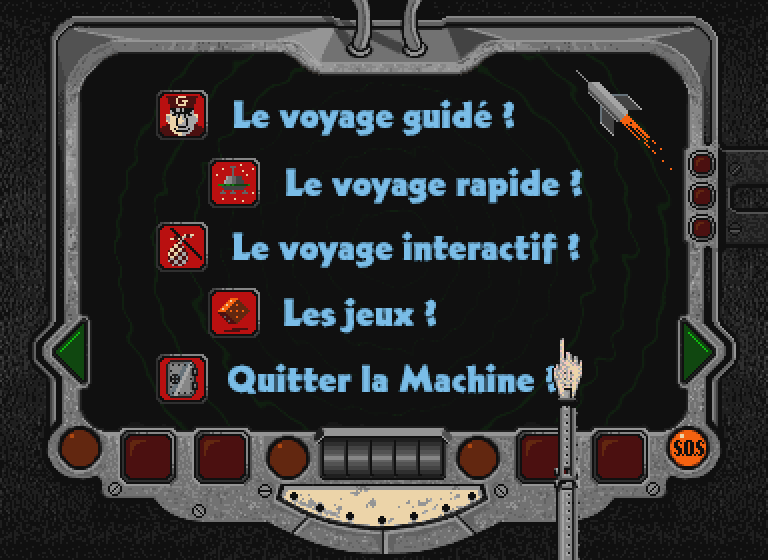 G
Le voyage guidé ?
Le voyage rapide ?
Le voyage interactif ?
Les jeux ?
Quitter la Machine ?
S.O.S